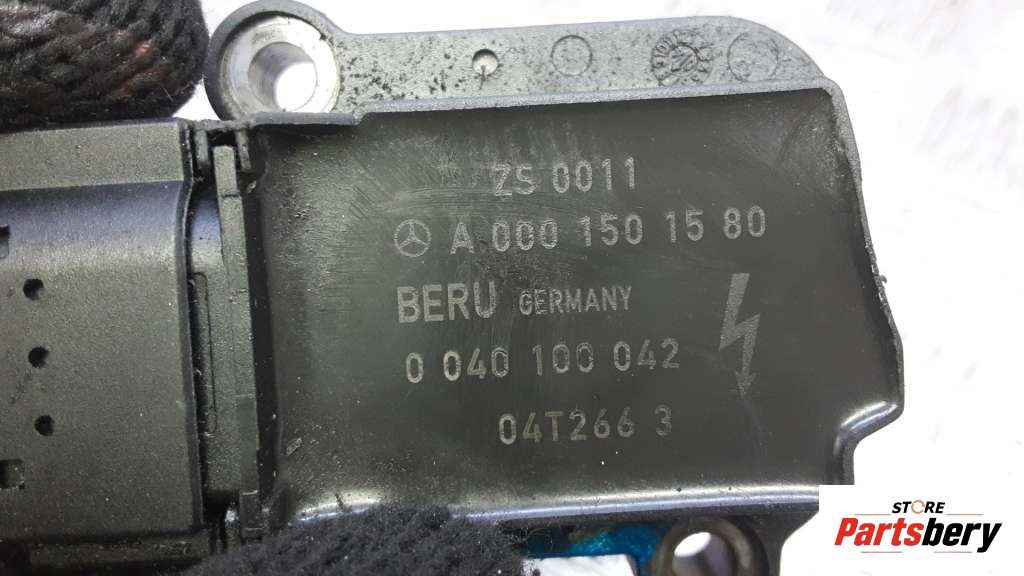 ZS 0011
A 000 150 15 80
BERU GERMANY
0 040 100 042
04T266 3
STORE
Partsbery